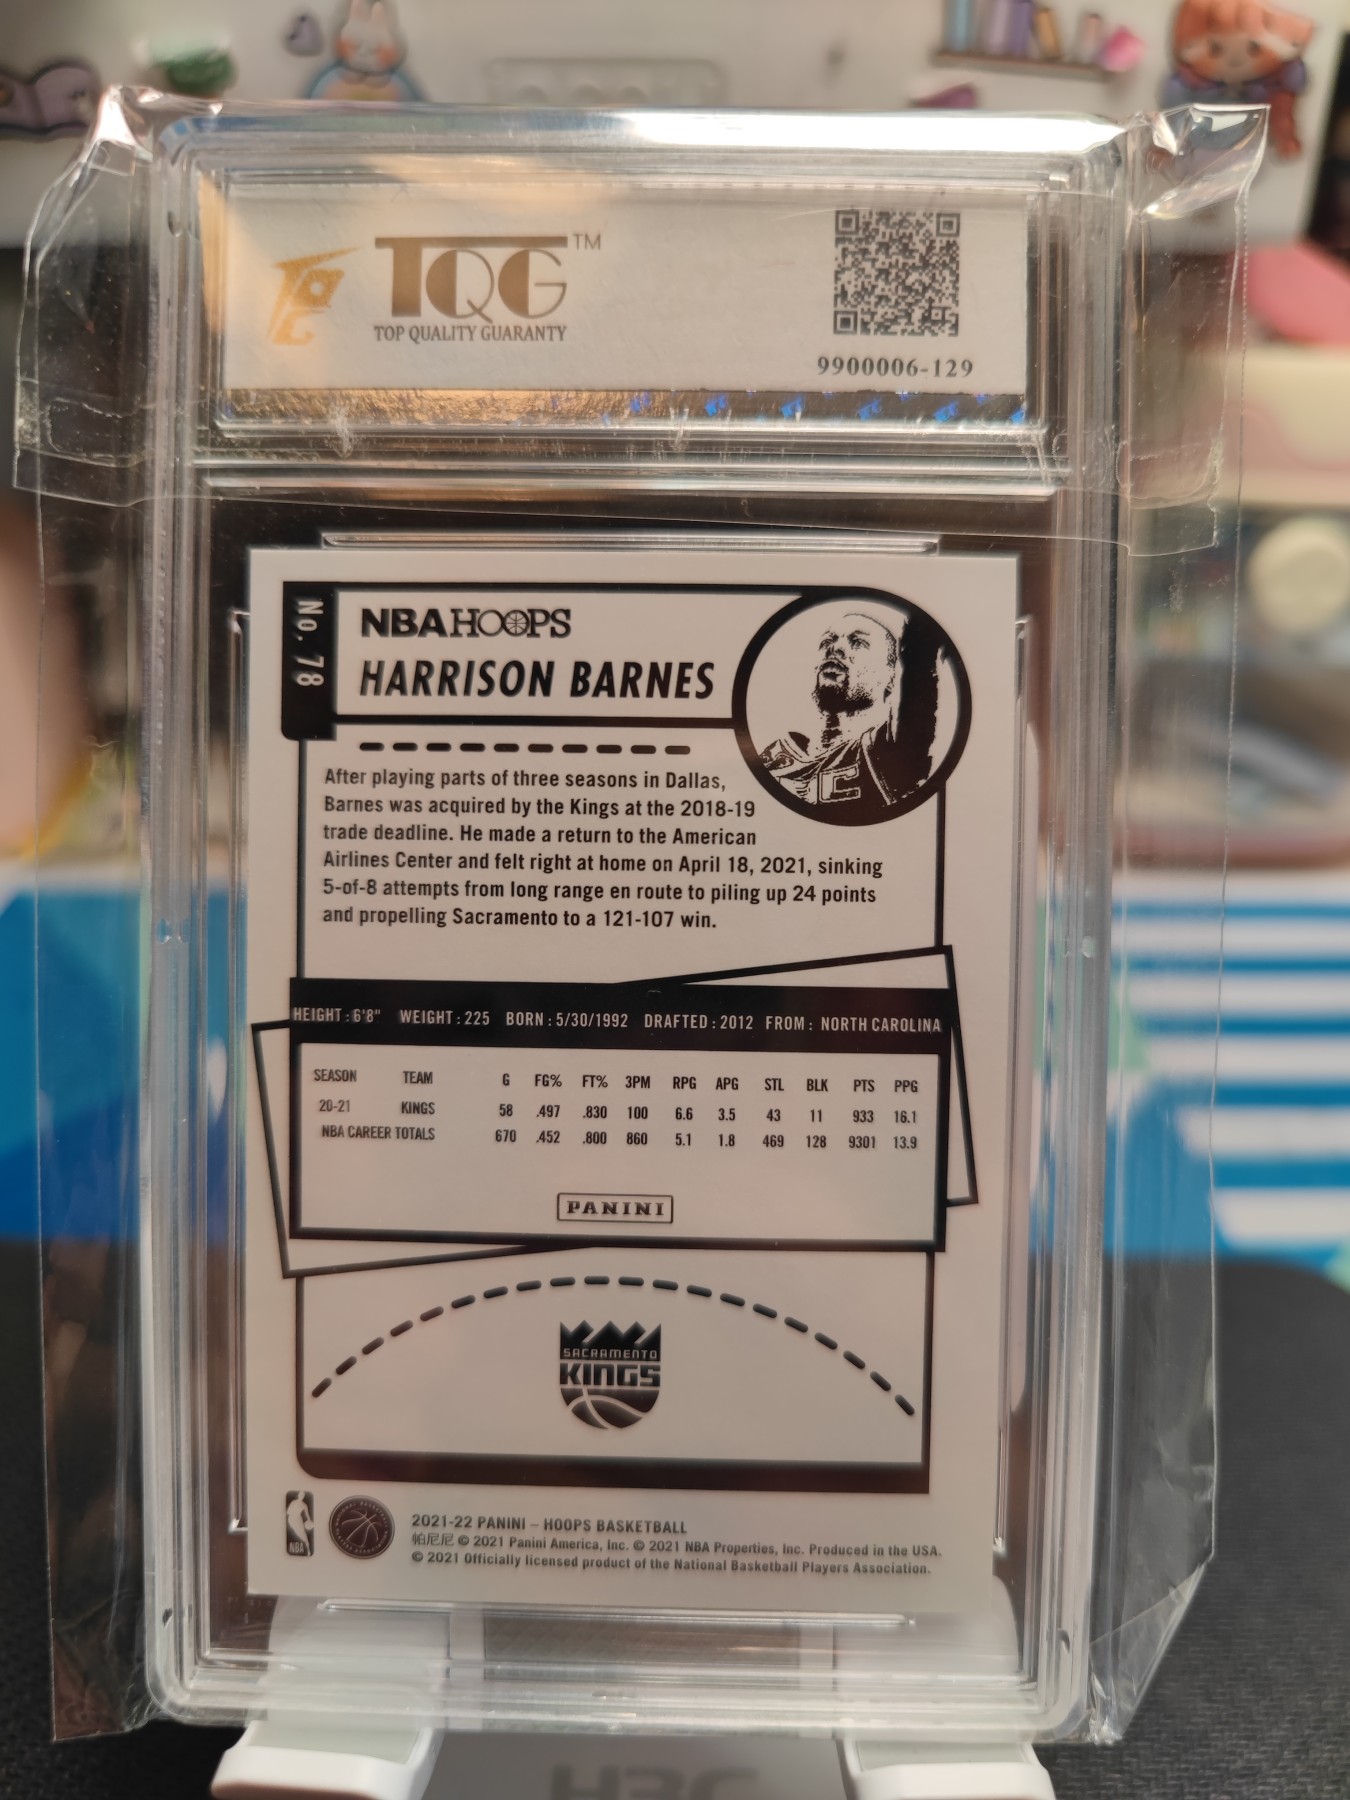 TQG™
TOP QUALITY GUARANTY
9900006-129
No. 78
NBA HOOPS
HARRISON BARNES
After playing parts of three seasons in Dallas,
Barnes was acquired by the Kings at the 2018-19
trade deadline. He made a return to the American
Airlines Center and felt right at home on April 18, 2021, sinking
5-of-8 attempts from long range en route to piling up 24 points
and propelling Sacramento to a 121-107 win.
HEIGHT : 6'8" WEIGHT : 225 BORN : 5/30/1992 DRAFTED : 2012 FROM : NORTH CAROLINA
SEASON TEAM G FG% FT% 3PM RPG APG STL BLK PTS PPG
20-21 KINGS 58 .497 .830 100 6.6 3.5 43 11 933 16.1
NBA CAREER TOTALS 670 .452 .800 860 5.1 1.8 469 128 9301 13.9
PANINI
SACRAMENTO
KINGS
NBA
2021-22 PANINI – HOOPS BASKETBALL
帕尼尼 © 2021 Panini America, Inc. © 2021 NBA Properties, Inc. Produced in the USA.
© 2021 Officially licensed product of the National Basketball Players Association.